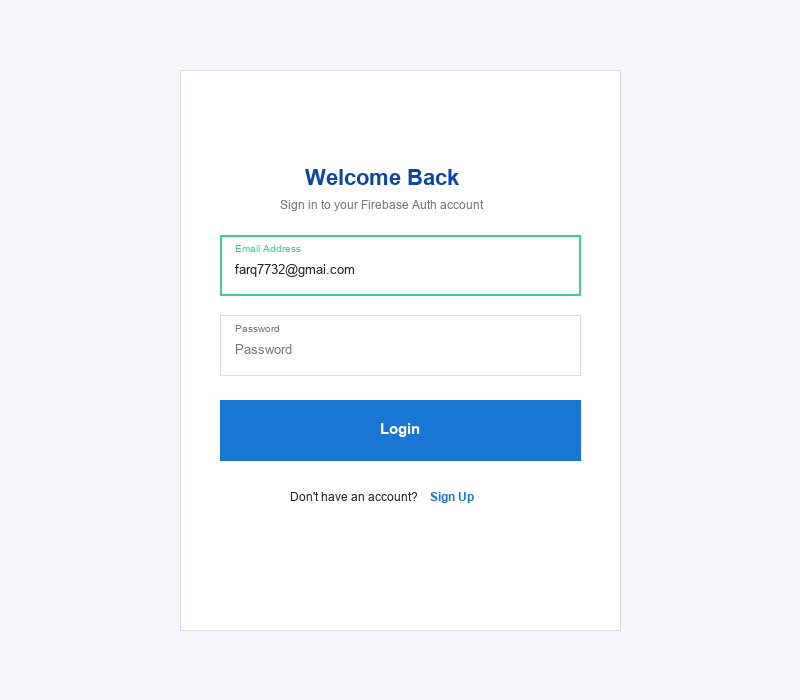 Welcome Back
Sign in to your Firebase Auth account
Email Address
farq7732@gmai.com
Password
Password
Login
Don't have an account? Sign Up